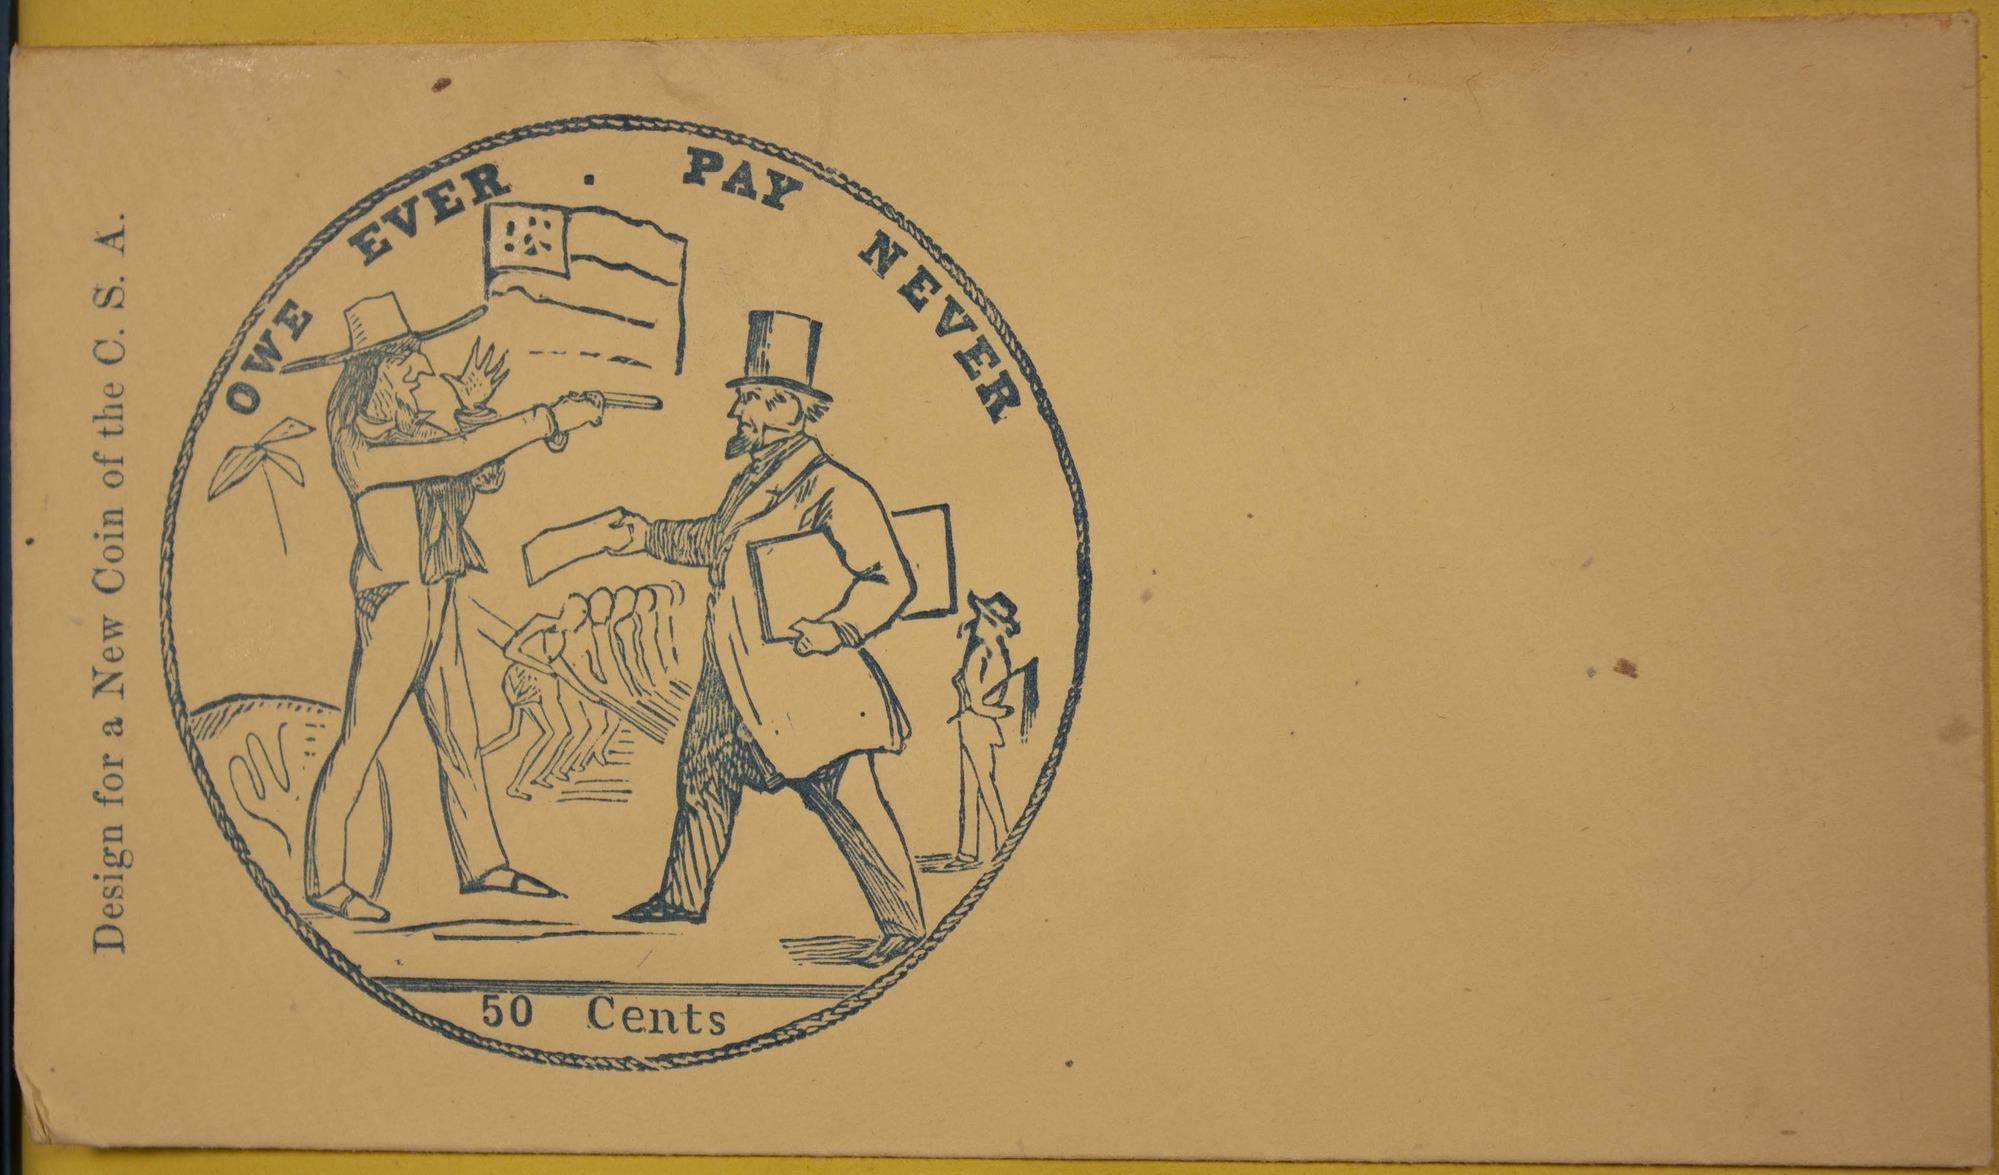 Design for a New Coin of the C. S. A.
OWE EVER . PAY NEVER
50 Cents